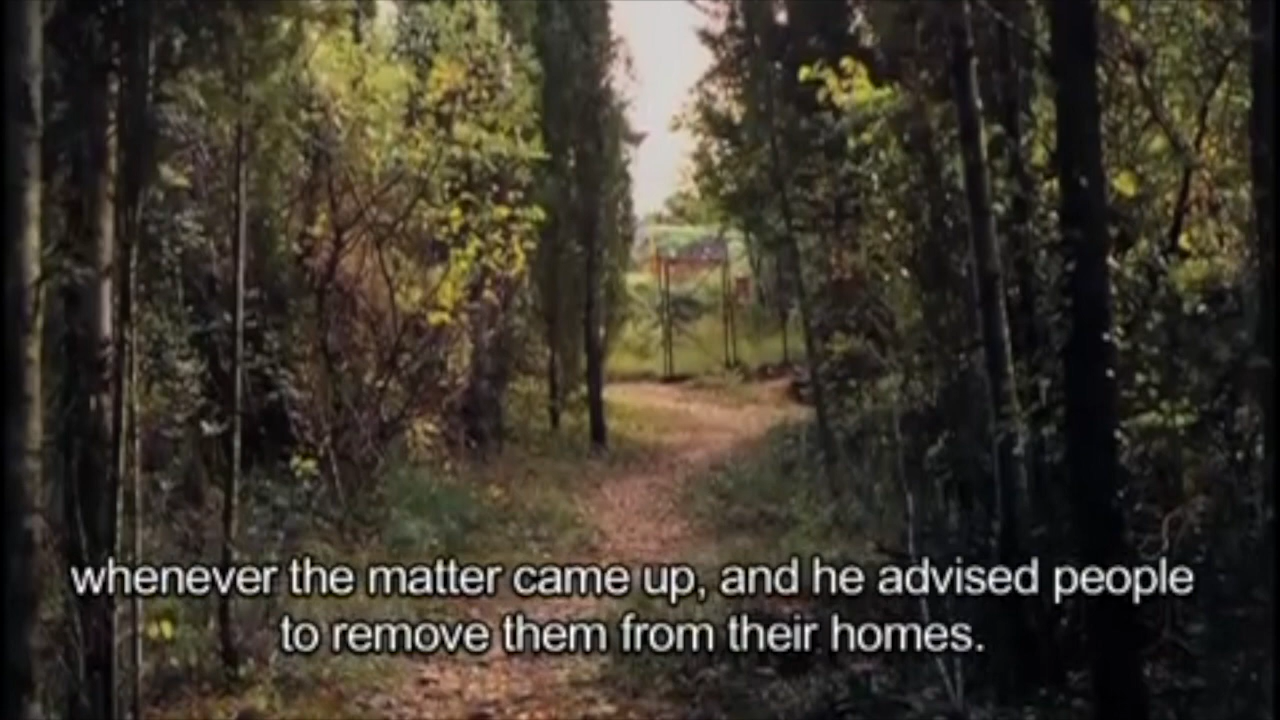 whenever the matter came up, and he advised people
to remove them from their homes.